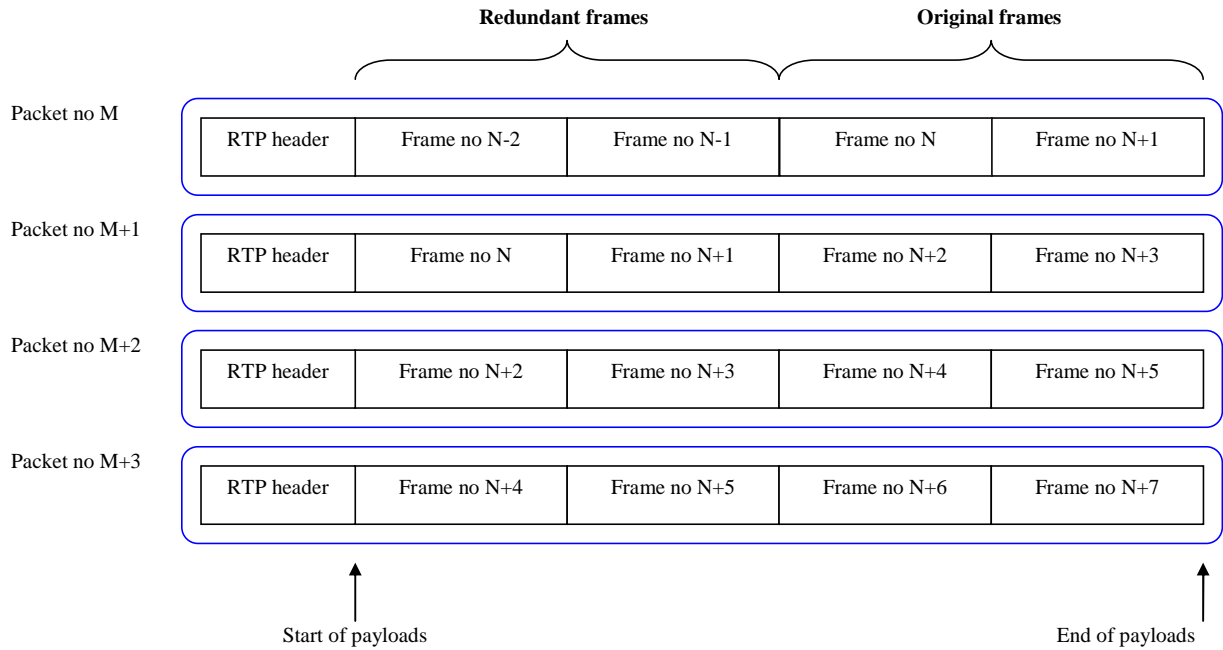 Redundant frames Original frames
Packet no M
RTP header Frame no N-2 Frame no N-1 Frame no N Frame no N+1
Packet no M+1
RTP header Frame no N Frame no N+1 Frame no N+2 Frame no N+3
Packet no M+2
RTP header Frame no N+2 Frame no N+3 Frame no N+4 Frame no N+5
Packet no M+3
RTP header Frame no N+4 Frame no N+5 Frame no N+6 Frame no N+7
Start of payloads End of payloads